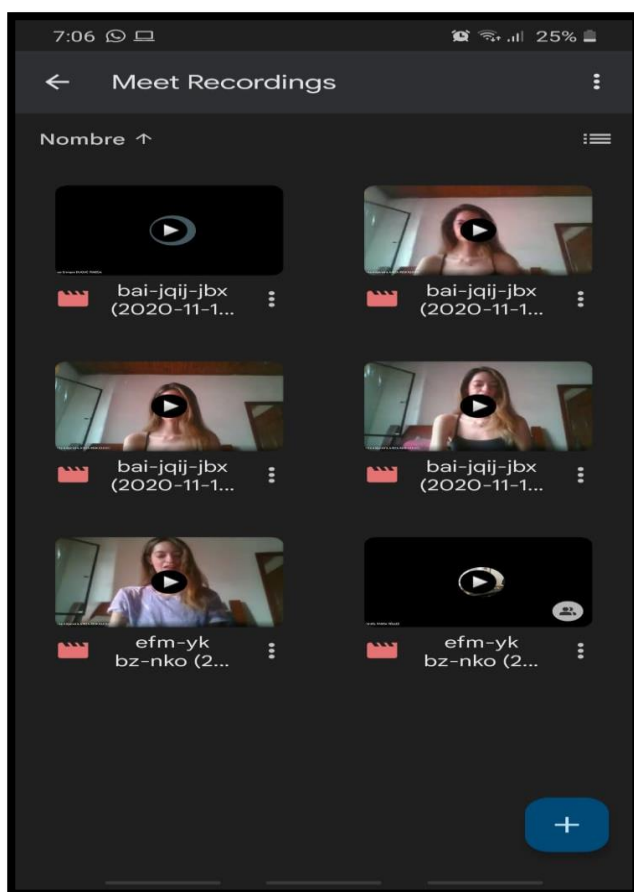 7:06 25%
Meet Recordings
Nombre ↑
bai-jqij-jbx
(2020-11-1...
bai-jqij-jbx
(2020-11-1...
bai-jqij-jbx
(2020-11-1...
bai-jqij-jbx
(2020-11-1...
efm-yk
bz-nko (2...
efm-yk
bz-nko (2...